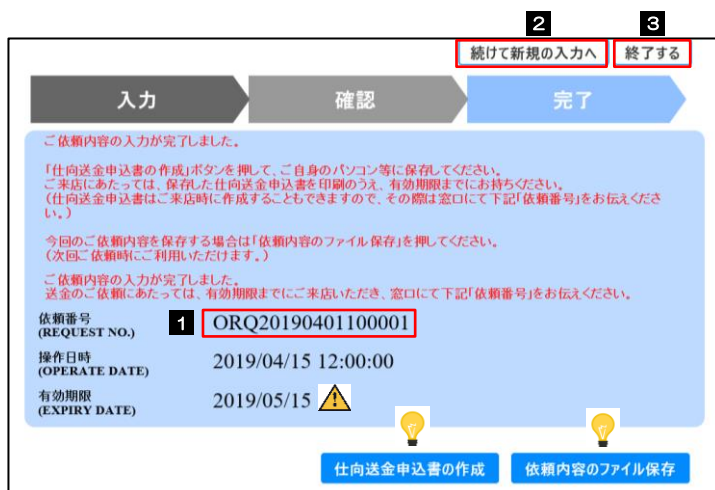 2 3
続けて新規の入力へ 終了する
入力 確認 完了
ご依頼内容の入力が完了しました。
「仕向送金申込書の作成」ボタンを押して、ご自身のパソコン等に保存してください。
ご来店にあたっては、保存した仕向送金申込書を印刷のうえ、有効期限までにお持ちください。
（仕向送金申込書はご来店時に作成することもできますので、その際は窓口にて下記「依頼番号」をお伝えくださ
い。）
今回のご依頼内容を保存する場合は「依頼内容のファイル保存」を押してください。
（次回ご依頼時にご利用いただけます。）
ご依頼内容の入力が完了しました。
送金のご依頼にあたっては、有効期限までにご来店いただき、窓口にて下記「依頼番号」をお伝えください。
依頼番号
(REQUEST NO.) 1 ORQ20190401100001
操作日時
(OPERATE DATE) 2019/04/15 12:00:00
有効期限
(EXPIRY DATE) 2019/05/15
仕向送金申込書の作成 依頼内容のファイル保存